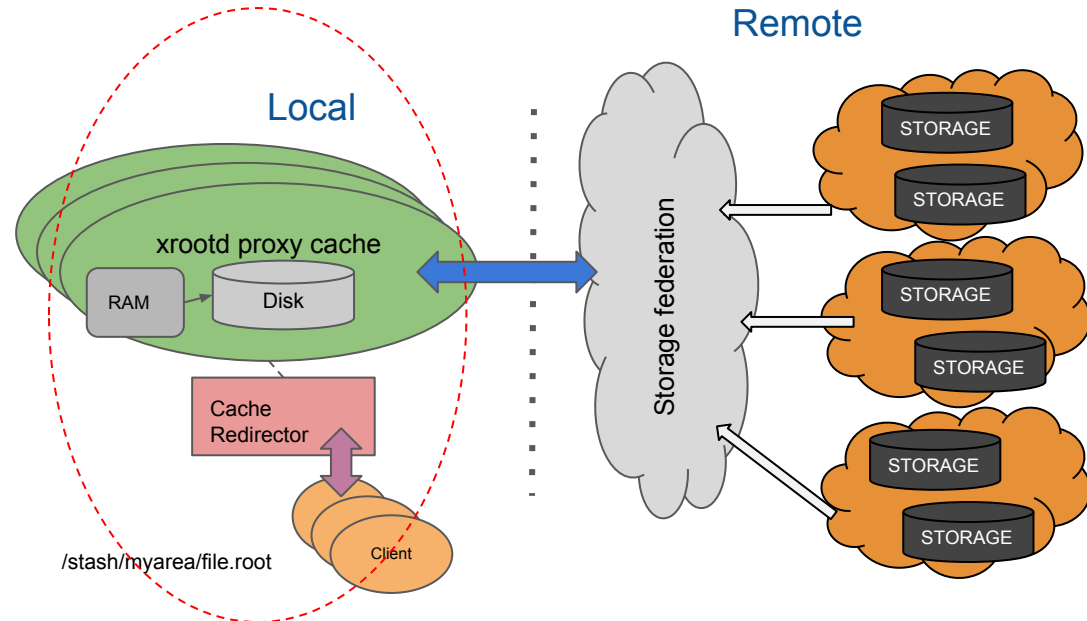 Remote
Local
STORAGE
STORAGE
xrootd proxy cache
RAM
Disk
Storage federation
STORAGE
STORAGE
Cache
Redirector
STORAGE
STORAGE
Client
/stash/myarea/file.root